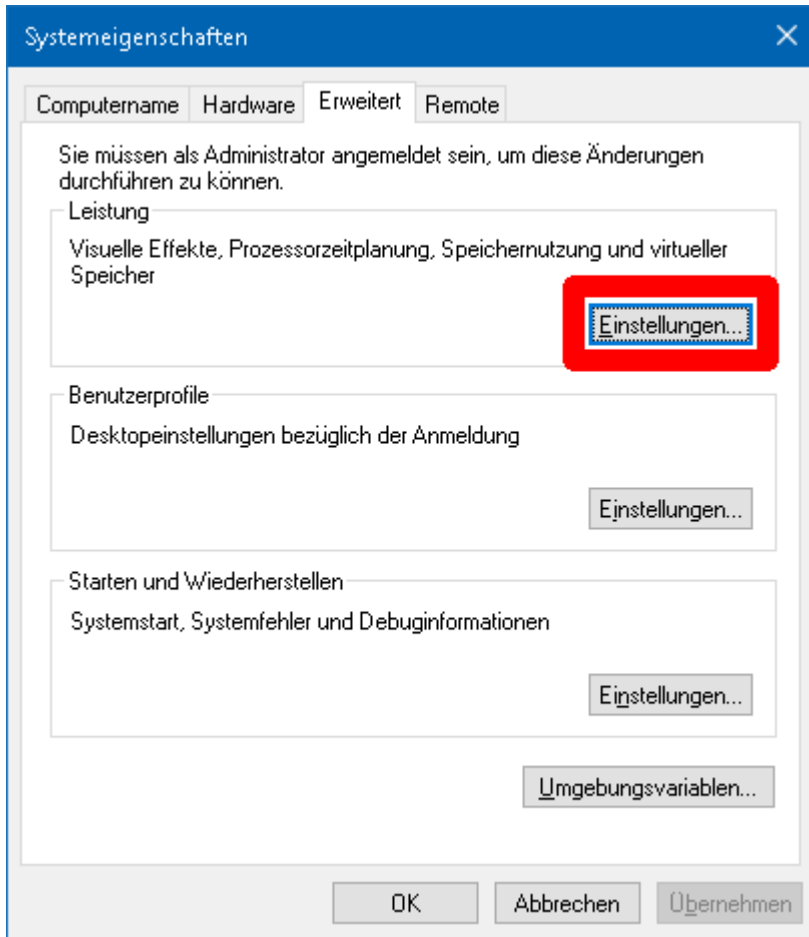 Systemeigenschaften
Computername Hardware Erweitert Remote
Sie müssen als Administrator angemeldet sein, um diese Änderungen
durchführen zu können.
Leistung
Visuelle Effekte, Prozessorzeitplanung, Speichernutzung und virtueller
Speicher
Einstellungen...
Benutzerprofile
Desktopeinstellungen bezüglich der Anmeldung
Einstellungen...
Starten und Wiederherstellen
Systemstart, Systemfehler und Debuginformationen
Einstellungen...
Umgebungsvariablen...
OK Abbrechen Übernehmen